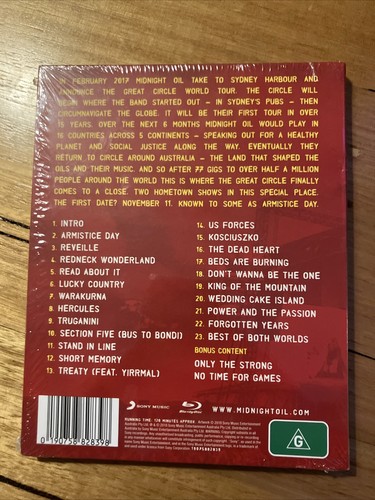 IN FEBRUARY 2017 MIDNIGHT OIL TAKE TO SYDNEY HARBOUR AND
ANNOUNCE THE GREAT CIRCLE WORLD TOUR. THE CIRCLE WILL
BEGIN WHERE THE BAND STARTED OUT – IN SYDNEY'S PUBS – THEN
CIRCUMNAVIGATE THE GLOBE. IT WILL BE THEIR FIRST TOUR IN OVER
15 YEARS. OVER THE NEXT 6 MONTHS MIDNIGHT OIL WOULD PLAY IN
16 COUNTRIES ACROSS 5 CONTINENTS – SPEAKING OUT FOR A HEALTHY
PLANET AND SOCIAL JUSTICE ALONG THE WAY. EVENTUALLY THEY
RETURN TO CIRCLE AROUND AUSTRALIA – THE LAND THAT SHAPED THE
OILS AND THEIR MUSIC. AND SO AFTER 77 GIGS TO OVER HALF A MILLION
PEOPLE AROUND THE WORLD THIS IS WHERE THE GREAT CIRCLE FINALLY
COMES TO A CLOSE. TWO HOMETOWN SHOWS IN THIS SPECIAL PLACE.
THE FIRST DATE? NOVEMBER 11. KNOWN TO SOME AS ARMISTICE DAY.
1. INTRO
2. ARMISTICE DAY
3. REVEILLE
4. REDNECK WONDERLAND
5. READ ABOUT IT
6. LUCKY COUNTRY
7. WARAKURNA
8. HERCULES
9. TRUGANINI
10. SECTION FIVE (BUS TO BONDI)
11. STAND IN LINE
12. SHORT MEMORY
13. TREATY (FEAT. YIRRMAL)
14. US FORCES
15. KOSCIUSZKO
16. THE DEAD HEART
17. BEDS ARE BURNING
18. DON'T WANNA BE THE ONE
19. KING OF THE MOUNTAIN
20. WEDDING CAKE ISLAND
21. POWER AND THE PASSION
22. FORGOTTEN YEARS
23. BEST OF BOTH WORLDS
BONUS CONTENT
ONLY THE STRONG
NO TIME FOR GAMES
SONY MUSIC
Blu-ray Disc
WWW.MIDNIGHTOIL.COM
RUNNING TIME: 129 MINUTES APPROX.
G